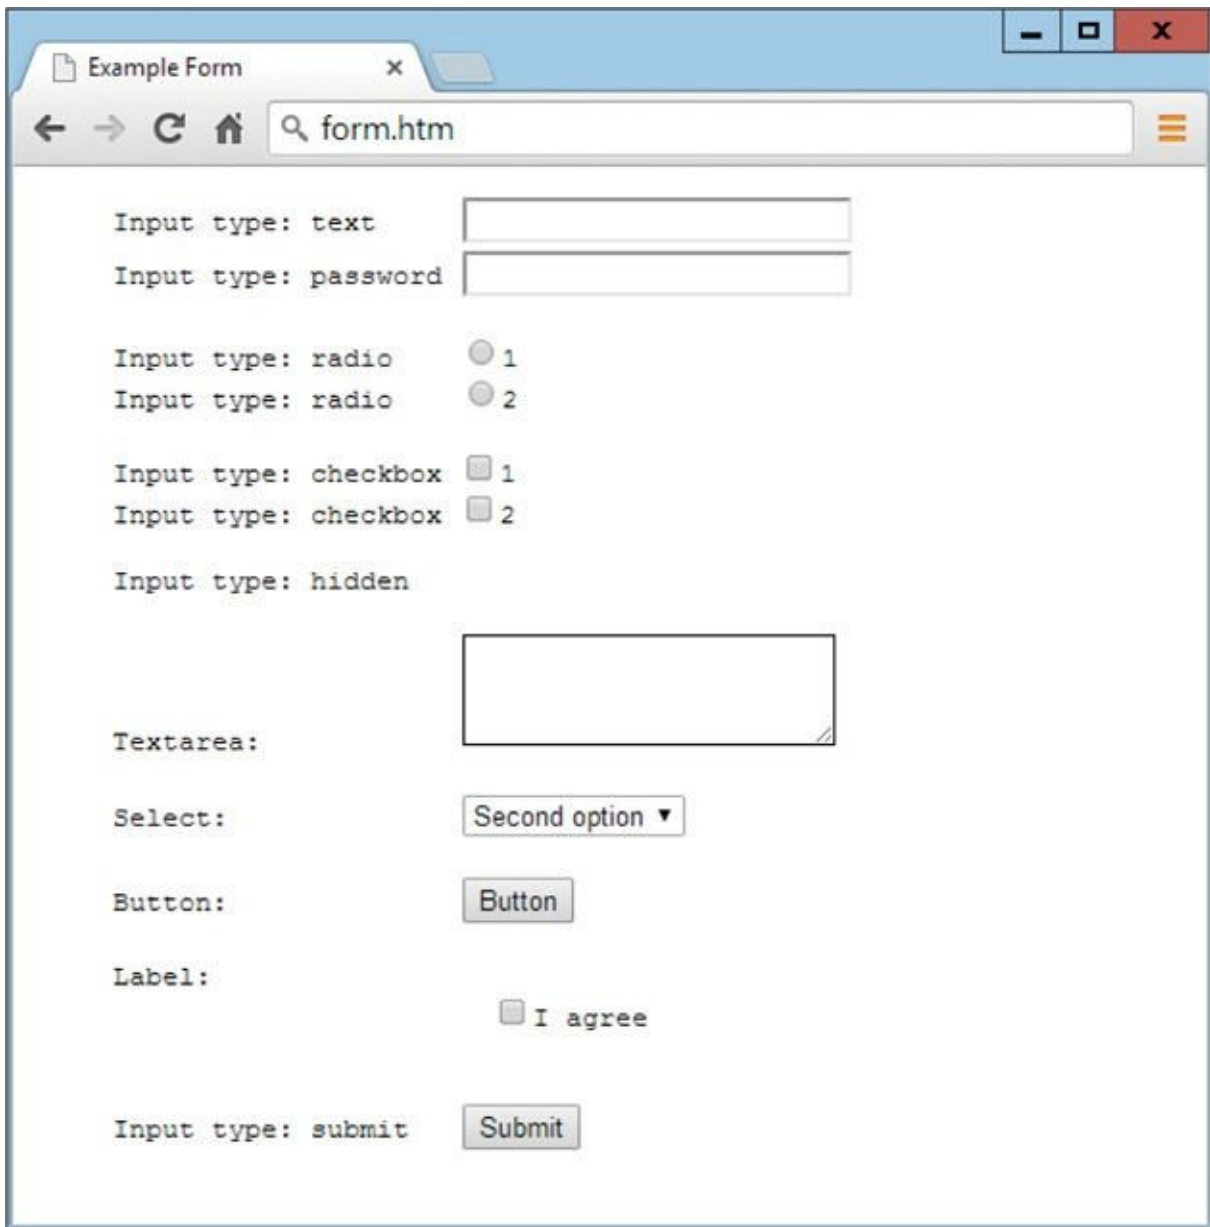 Example Form
form.htm
Input type: text
Input type: password
Input type: radio 1
Input type: radio 2
Input type: checkbox 1
Input type: checkbox 2
Input type: hidden
Textarea:
Select: Second option
Button: Button
Label:
I agree
Input type: submit Submit